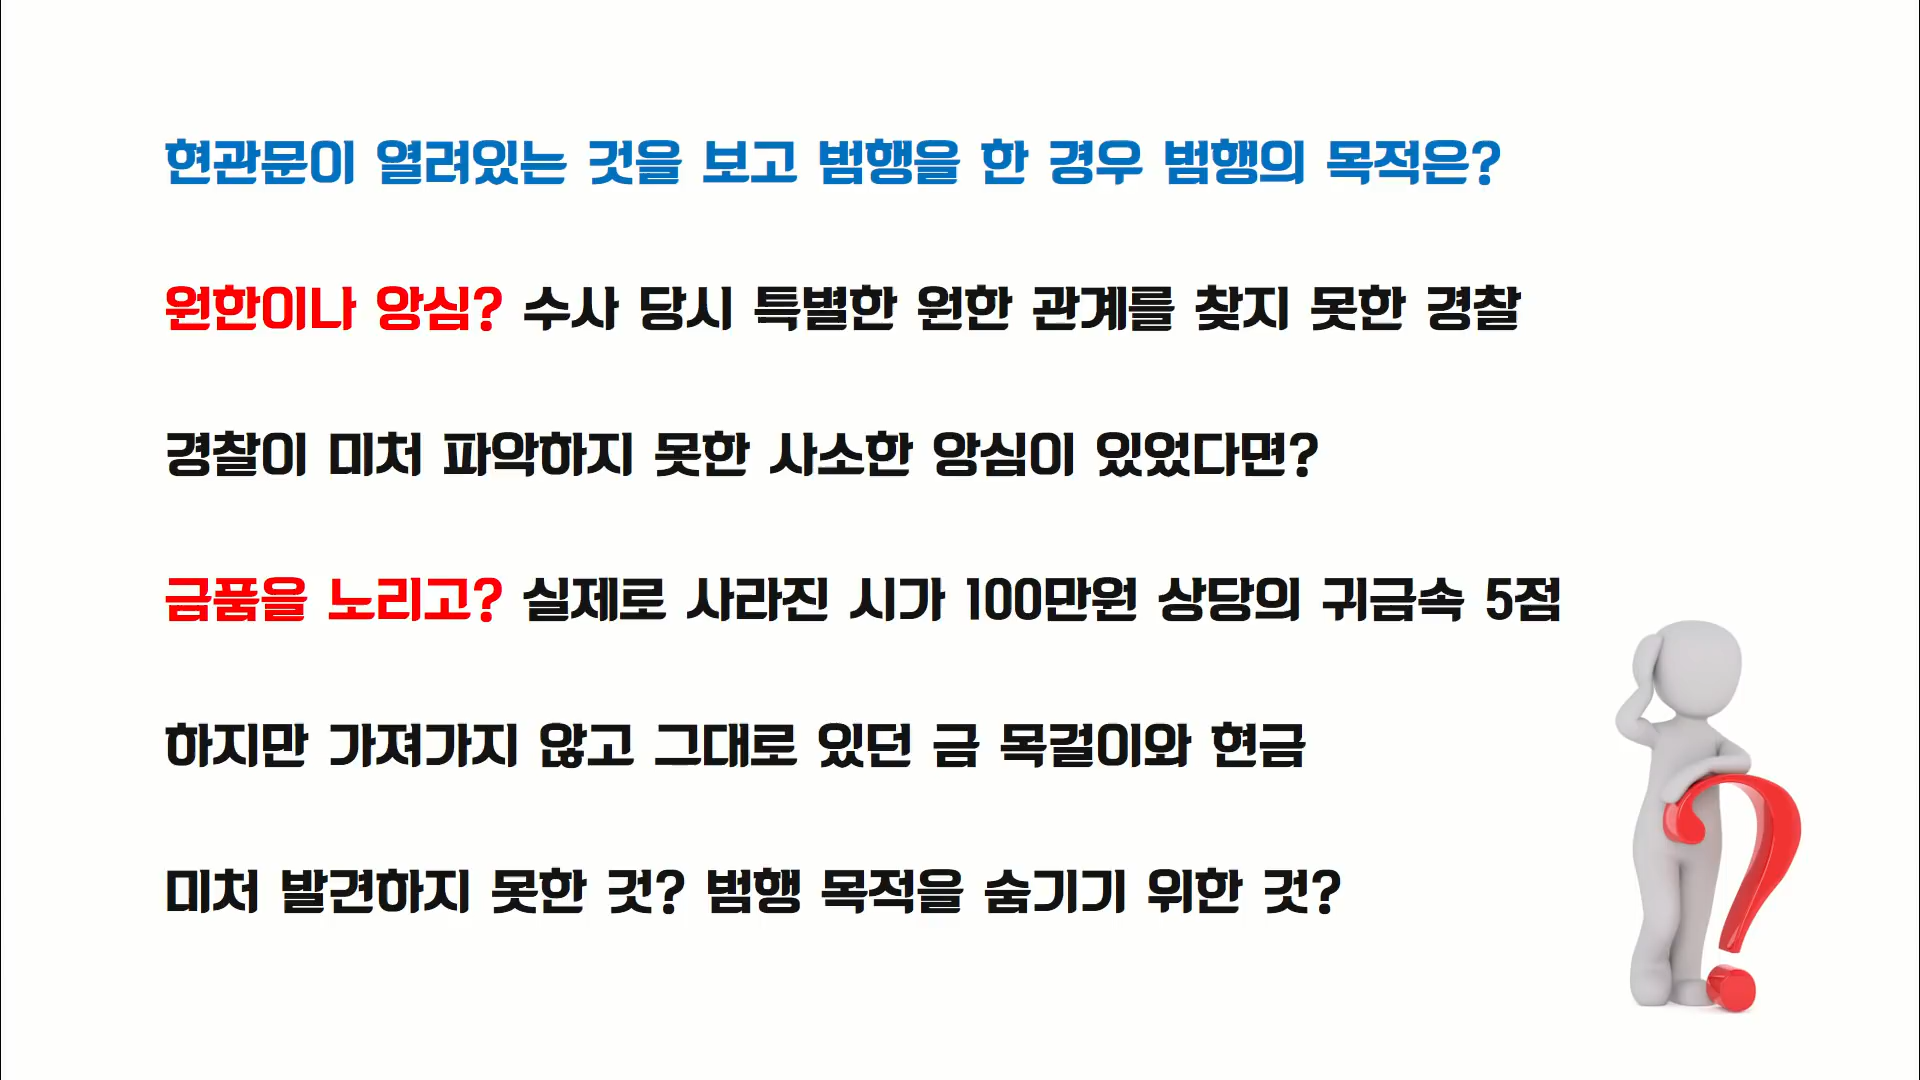 현관문이 열려있는 것을 보고 범행을 한 경우 범행의 목적은?
원한이나 앙심? 수사 당시 특별한 원한 관계를 찾지 못한 경찰
경찰이 미처 파악하지 못한 사소한 앙심이 있었다면?
금품을 노리고? 실제로 사라진 시가 100만원 상당의 귀금속 5점
하지만 가져가지 않고 그대로 있던 금 목걸이와 현금
미처 발견하지 못한 것? 범행 목적을 숨기기 위한 것?